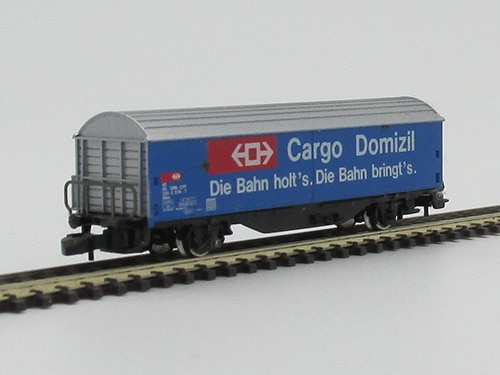 Cargo Domizil
Die Bahn holt's. Die Bahn bringt's.